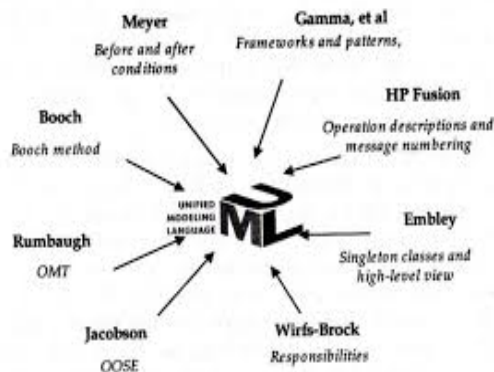 Meyer
Before and after
conditions
Gamma, et al
Frameworks and patterns,
HP Fusion
Operation descriptions and
message numbering
Booch
Booch method
UNIFIED
MODELING
LANGUAGE
UML
Embley
Singleton classes and
high-level view
Rumbaugh
OMT
Jacobson
OOSE
Wirfs-Brock
Responsibilities